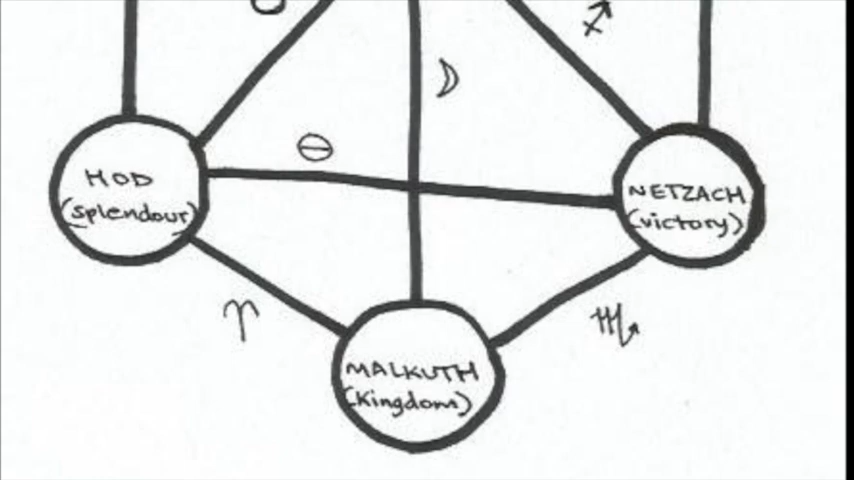 HOD
(splendour)
NETZACH
(victory)
MALKUTH
(Kingdom)